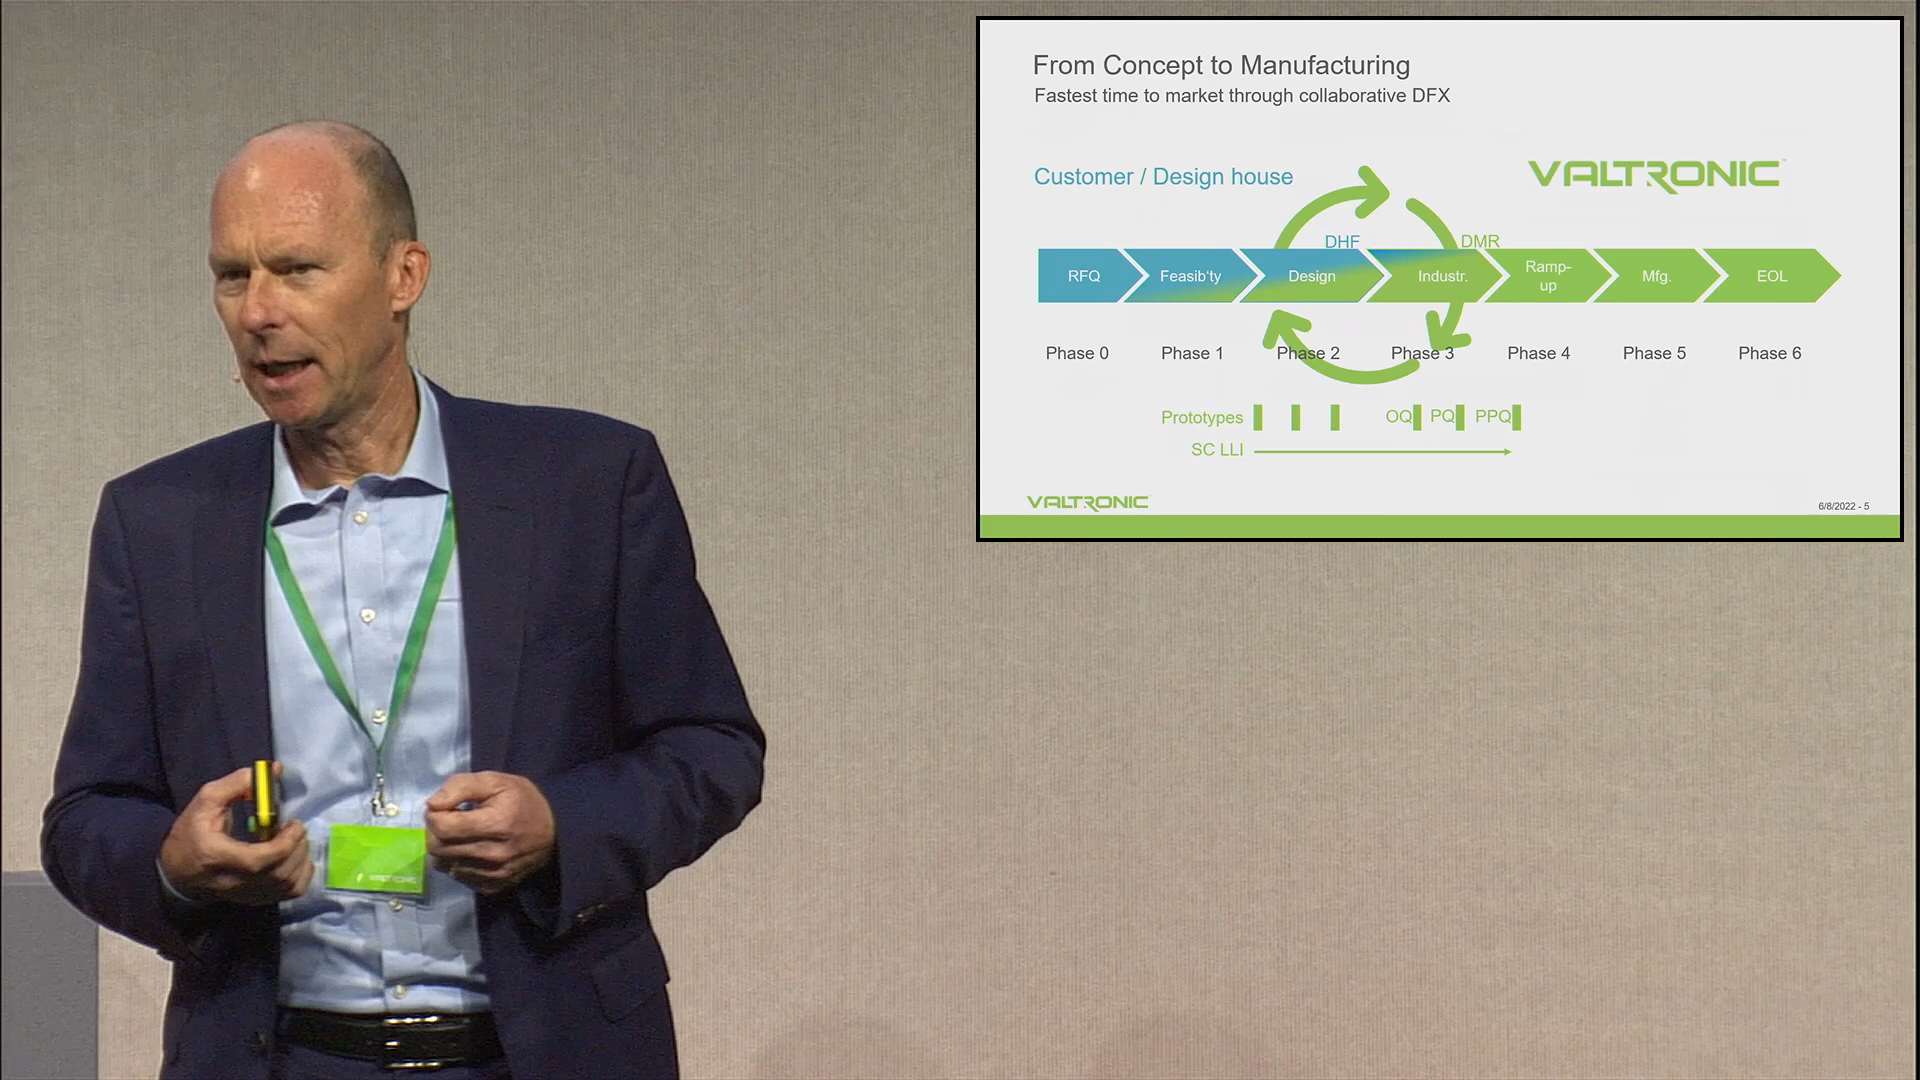 From Concept to Manufacturing
Fastest time to market through collaborative DFX
Customer / Design house
VALTRONIC
DHF
DMR
RFQ
Feasib'ty
Design
Industr.
Ramp-
up
Mfg.
EOL
Phase 0
Phase 1
Phase 2
Phase 3
Phase 4
Phase 5
Phase 6
Prototypes
OQ
PQ
PPQ
SC LLI
VALTRONIC
6/8/2022 - 5
VALTRONIC